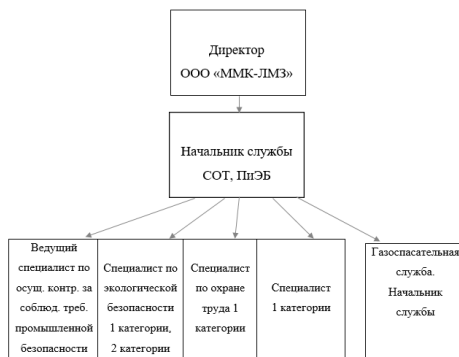 Директор
ООО «ММК-ЛМЗ»
Начальник службы
СОТ, ПиЭБ
Ведущий
специалист по
осущ. контр. за
соблюд. треб.
промышленной
безопасности
Специалист по
экологической
безопасности
1 категории,
2 категории
Специалист
по охране
труда 1
категории
Специалист
1 категории
Газоспасательная
служба.
Начальник
службы